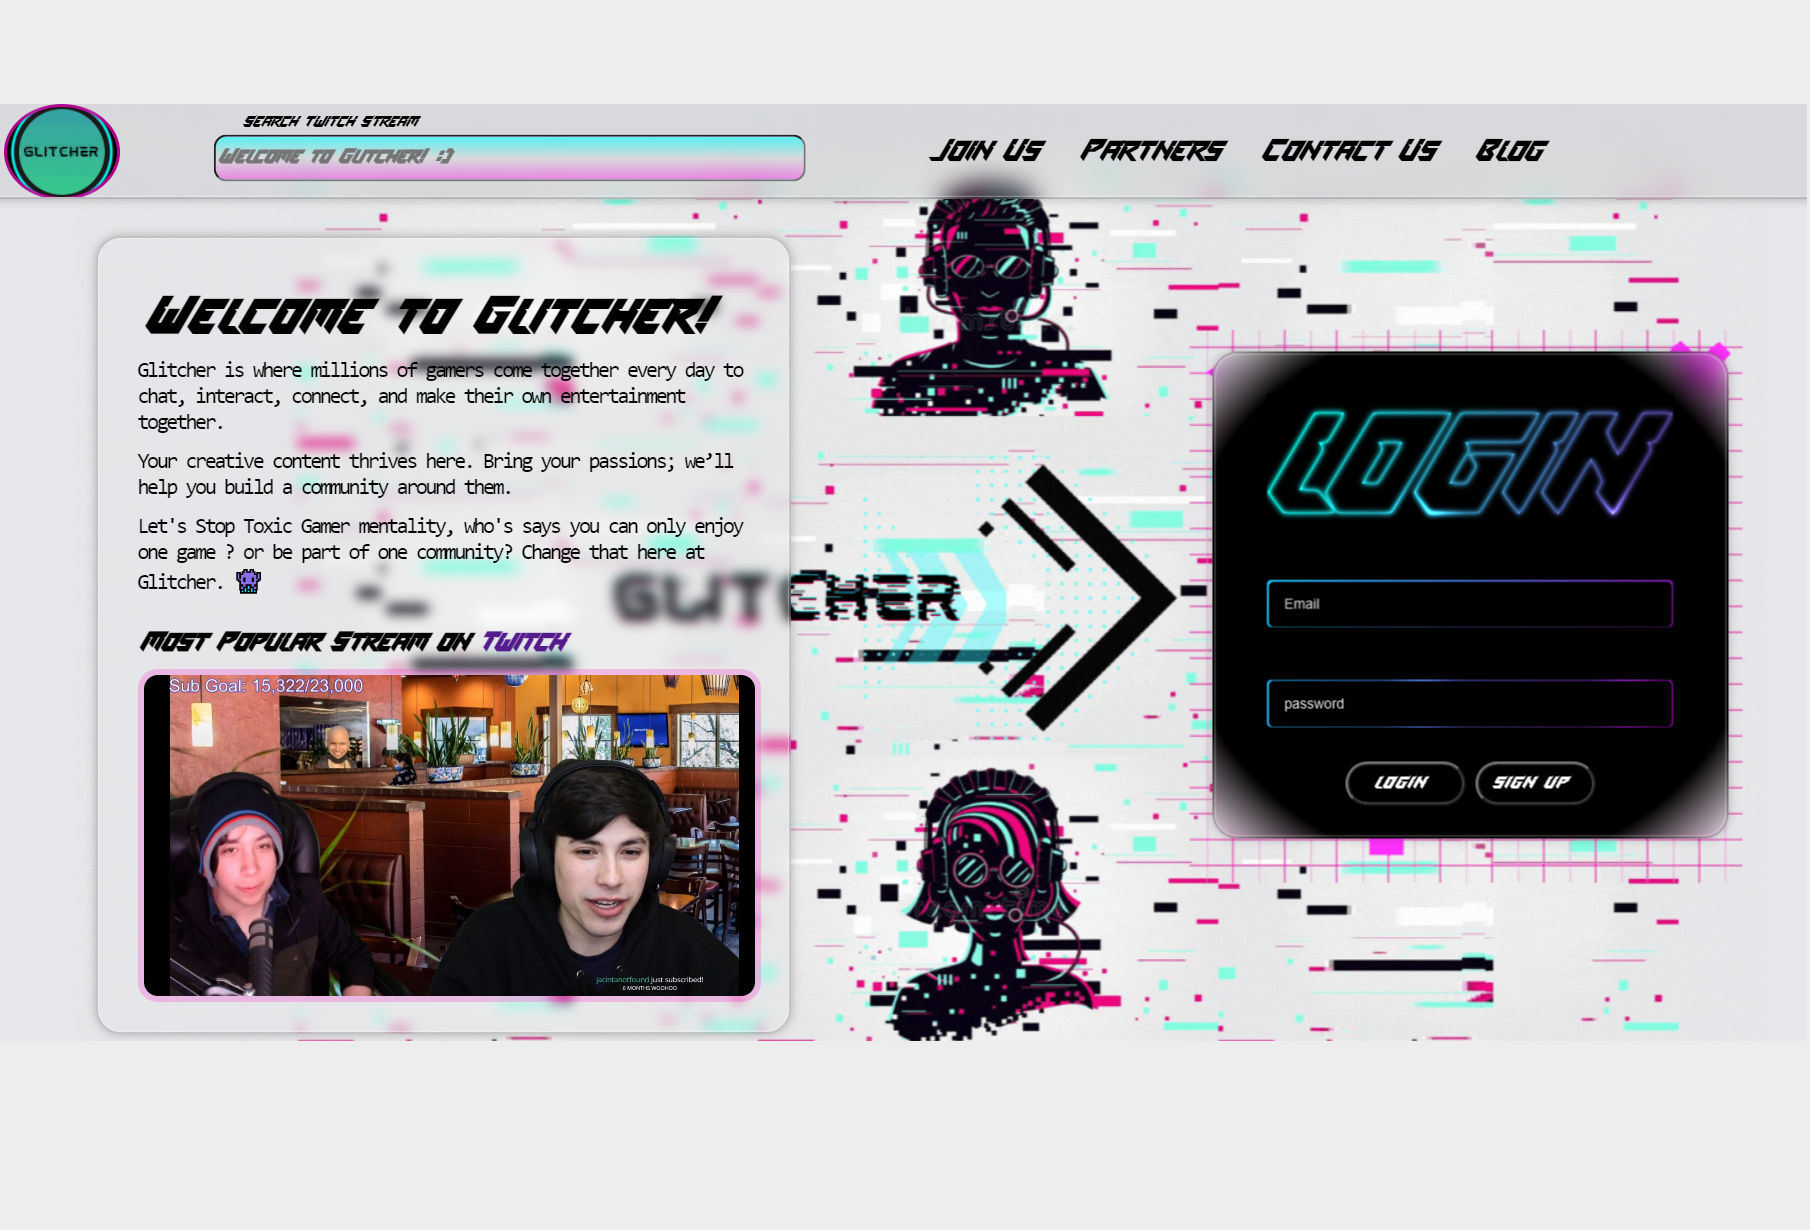 GLITCHER
Search Twitch Stream
Welcome to Glitcher! :)
Join Us
Partners
Contact Us
Blog
Welcome to Glitcher!
Glitcher is where millions of gamers come together every day to
chat, interact, connect, and make their own entertainment
together.
Your creative content thrives here. Bring your passions; we’ll
help you build a community around them.
Let's Stop Toxic Gamer mentality, who's says you can only enjoy
one game ? or be part of one community? Change that here at
Glitcher.
GLITCHER
Most Popular Stream on Twitch
Sub Goal: 15,322/23,000
jacintanotfound just subscribed!
6 MONTHS WOOHOO
LOGIN
Email
password
Login
Sign Up